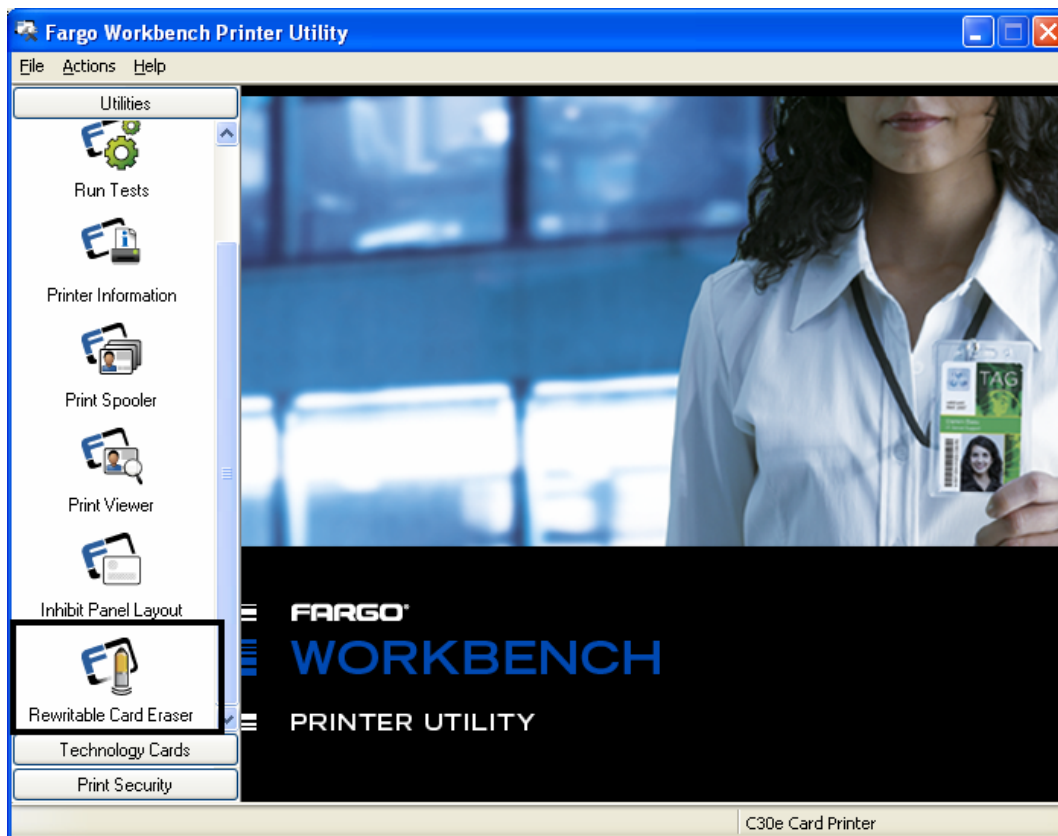 Fargo Workbench Printer Utility
File Actions Help
Utilities
Run Tests
Printer Information
Print Spooler
Print Viewer
Inhibit Panel Layout
Rewritable Card Eraser
Technology Cards
Print Security
TAG
FARGO
WORKBENCH
PRINTER UTILITY
C30e Card Printer